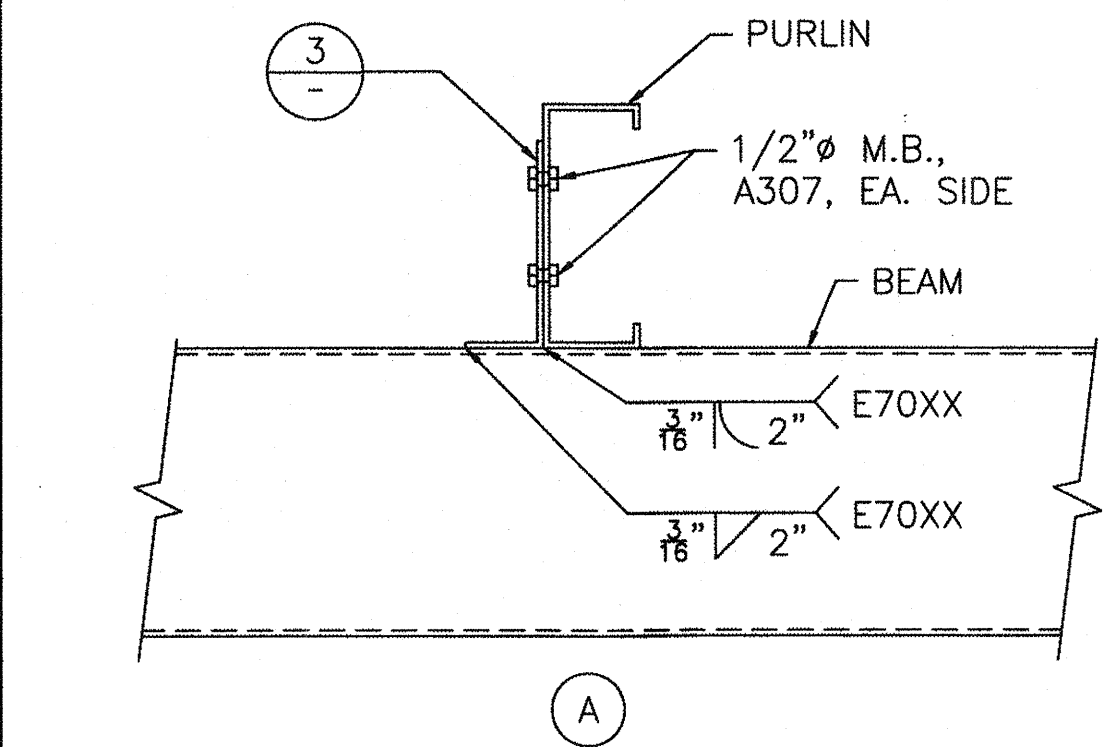 3
-
PURLIN
1/2"ø M.B.,
A307, EA. SIDE
BEAM
3/16" 2" E70XX
3/16" 2" E70XX
A